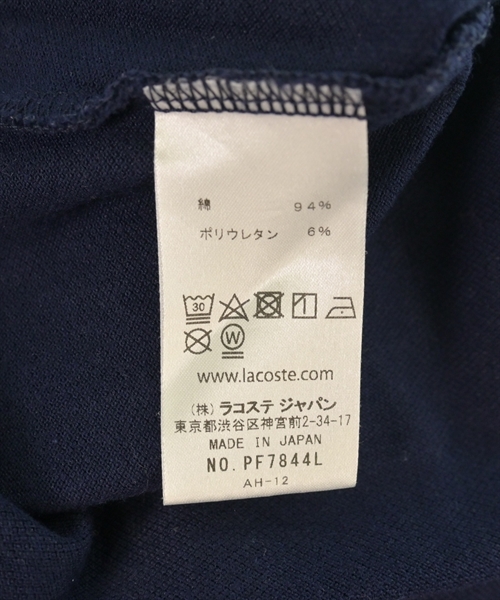 綿 94%
ポリウレタン 6%
30
W
www.lacoste.com
(株) ラコステ ジャパン
東京都渋谷区神宮前2-34-17
MADE IN JAPAN
NO. PF7844L
AH-12